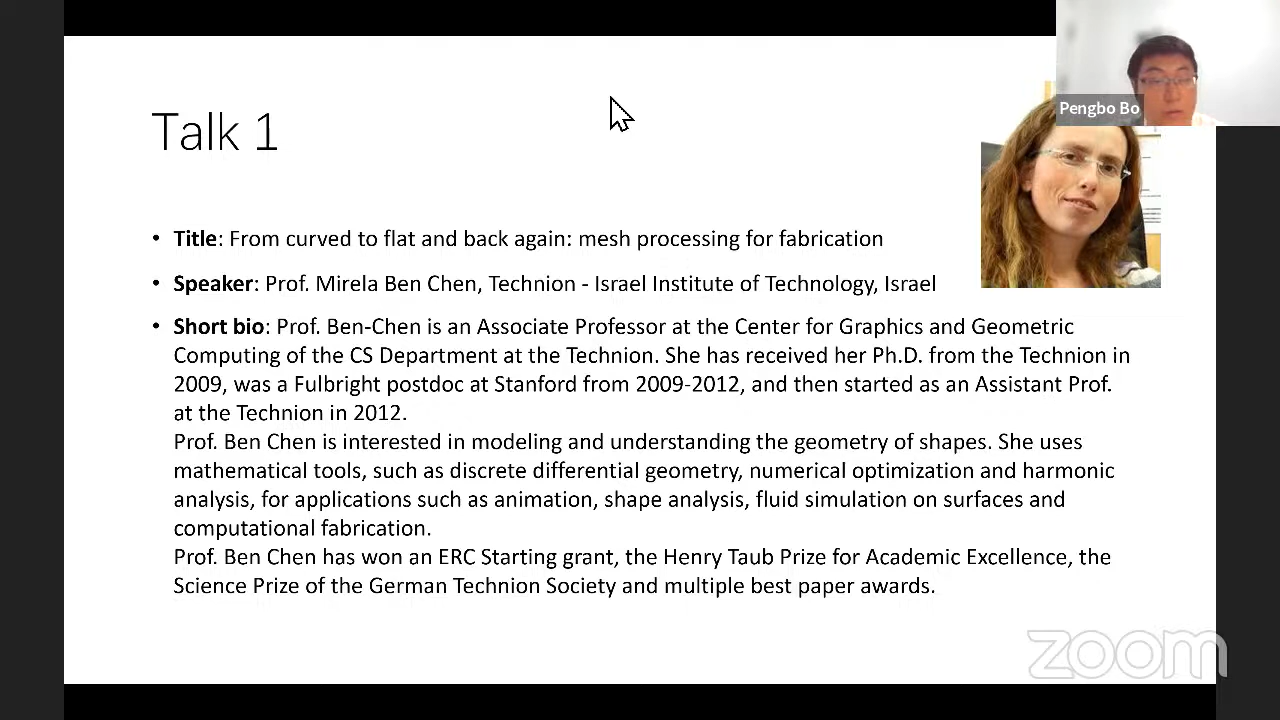 Pengbo Bo
Talk 1
• Title: From curved to flat and back again: mesh processing for fabrication
• Speaker: Prof. Mirela Ben Chen, Technion - Israel Institute of Technology, Israel
• Short bio: Prof. Ben-Chen is an Associate Professor at the Center for Graphics and Geometric
Computing of the CS Department at the Technion. She has received her Ph.D. from the Technion in
2009, was a Fulbright postdoc at Stanford from 2009-2012, and then started as an Assistant Prof.
at the Technion in 2012.
Prof. Ben Chen is interested in modeling and understanding the geometry of shapes. She uses
mathematical tools, such as discrete differential geometry, numerical optimization and harmonic
analysis, for applications such as animation, shape analysis, fluid simulation on surfaces and
computational fabrication.
Prof. Ben Chen has won an ERC Starting grant, the Henry Taub Prize for Academic Excellence, the
Science Prize of the German Technion Society and multiple best paper awards.
zoom